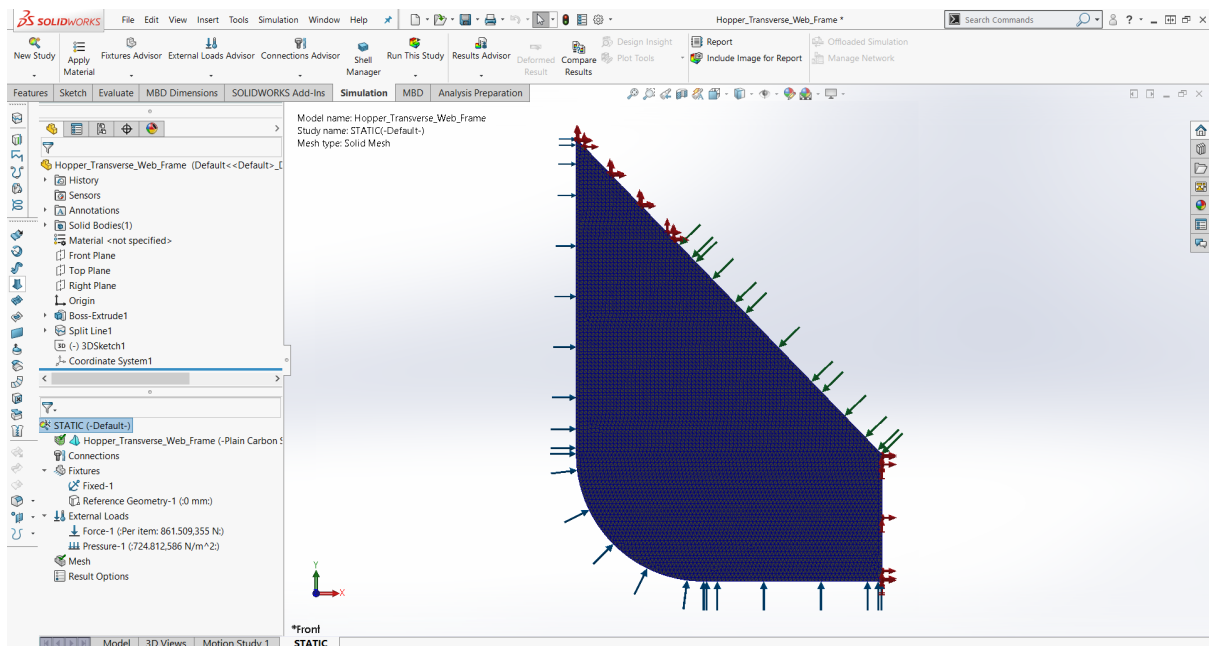 SOLIDWORKS File Edit View Insert Tools Simulation Window Help Hopper_Transverse_Web_Frame * Search Commands ?
New Study Apply Material Fixtures Advisor External Loads Advisor Connections Advisor Shell Manager Run This Study Results Advisor Deformed Result Compare Results Design Insight Plot Tools Report Include Image for Report Offloaded Simulation Manage Network
Features Sketch Evaluate MBD Dimensions SOLIDWORKS Add-Ins Simulation MBD Analysis Preparation
Model name: Hopper_Transverse_Web_Frame
Study name: STATIC(-Default-)
Mesh type: Solid Mesh
Hopper_Transverse_Web_Frame (Default<<Default>_D
History
Sensors
Annotations
Solid Bodies(1)
Material <not specified>
Front Plane
Top Plane
Right Plane
Origin
Boss-Extrude1
Split Line1
3D (-) 3DSketch1
Coordinate System1
STATIC (-Default-)
Hopper_Transverse_Web_Frame (-Plain Carbon S
Connections
Fixtures
Fixed-1
Reference Geometry-1 (:0 mm:)
External Loads
Force-1 (:Per item: 861.509,355 N:)
Pressure-1 (:724.812,586 N/m^2:)
Mesh
Result Options
Y
X
*Front
Model 3D Views Motion Study 1 STATIC